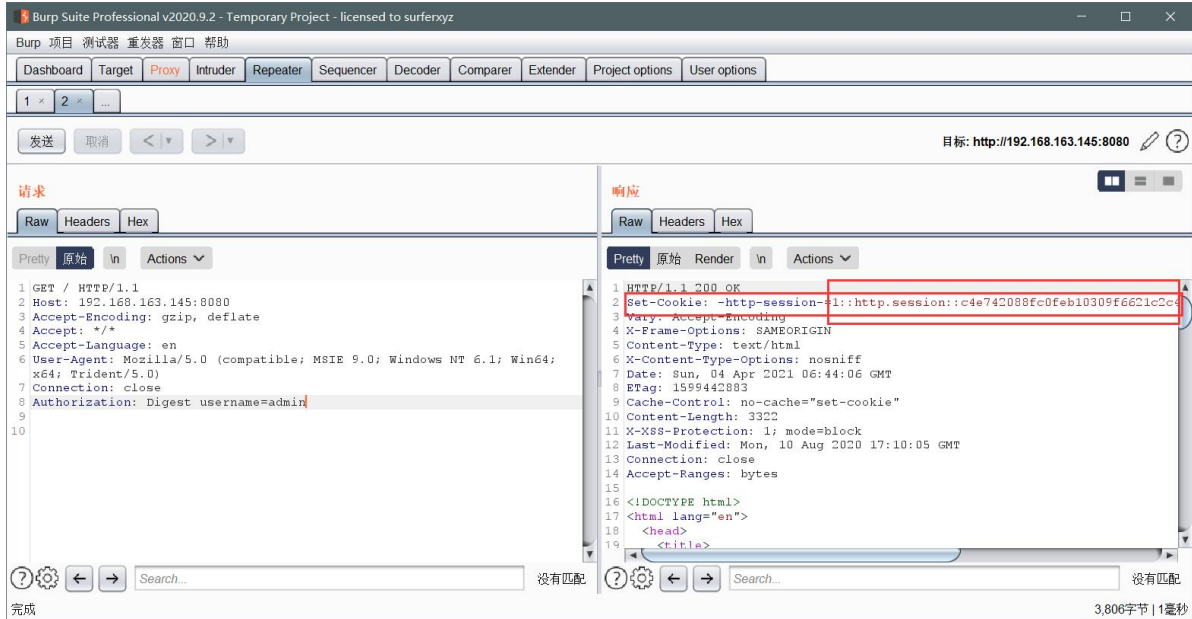 Burp Suite Professional v2020.9.2 - Temporary Project - licensed to surferxyz
Burp 项目 测试器 重发器 窗口 帮助
Dashboard Target Proxy Intruder Repeater Sequencer Decoder Comparer Extender Project options User options
1 × 2 × ...
发送 取消 < > 目标: http://192.168.163.145:8080
请求
Raw Headers Hex
Pretty 原始 \n Actions
1 GET / HTTP/1.1
2 Host: 192.168.163.145:8080
3 Accept-Encoding: gzip, deflate
4 Accept: */*
5 Accept-Language: en
6 User-Agent: Mozilla/5.0 (compatible; MSIE 9.0; Windows NT 6.1; Win64;
x64; Trident/5.0)
7 Connection: close
8 Authorization: Digest username=admin
9
10
Search... 没有匹配
响应
Raw Headers Hex
Pretty 原始 Render \n Actions
1 HTTP/1.1 200 OK
2 Set-Cookie: -http-session-=1::http.session::c4e742088fc0feb10309f6621c2c4
3 Vary: Accept-Encoding
4 X-Frame-Options: SAMEORIGIN
5 Content-Type: text/html
6 X-Content-Type-Options: nosniff
7 Date: Sun, 04 Apr 2021 06:44:06 GMT
8 ETag: 1599442883
9 Cache-Control: no-cache="set-cookie"
10 Content-Length: 3322
11 X-XSS-Protection: 1; mode=block
12 Last-Modified: Mon, 10 Aug 2020 17:10:05 GMT
13 Connection: close
14 Accept-Ranges: bytes
15
16 <!DOCTYPE html>
17 <html lang="en">
18 <head>
19 <title>
Search... 没有匹配
完成 3,806字节 | 1毫秒